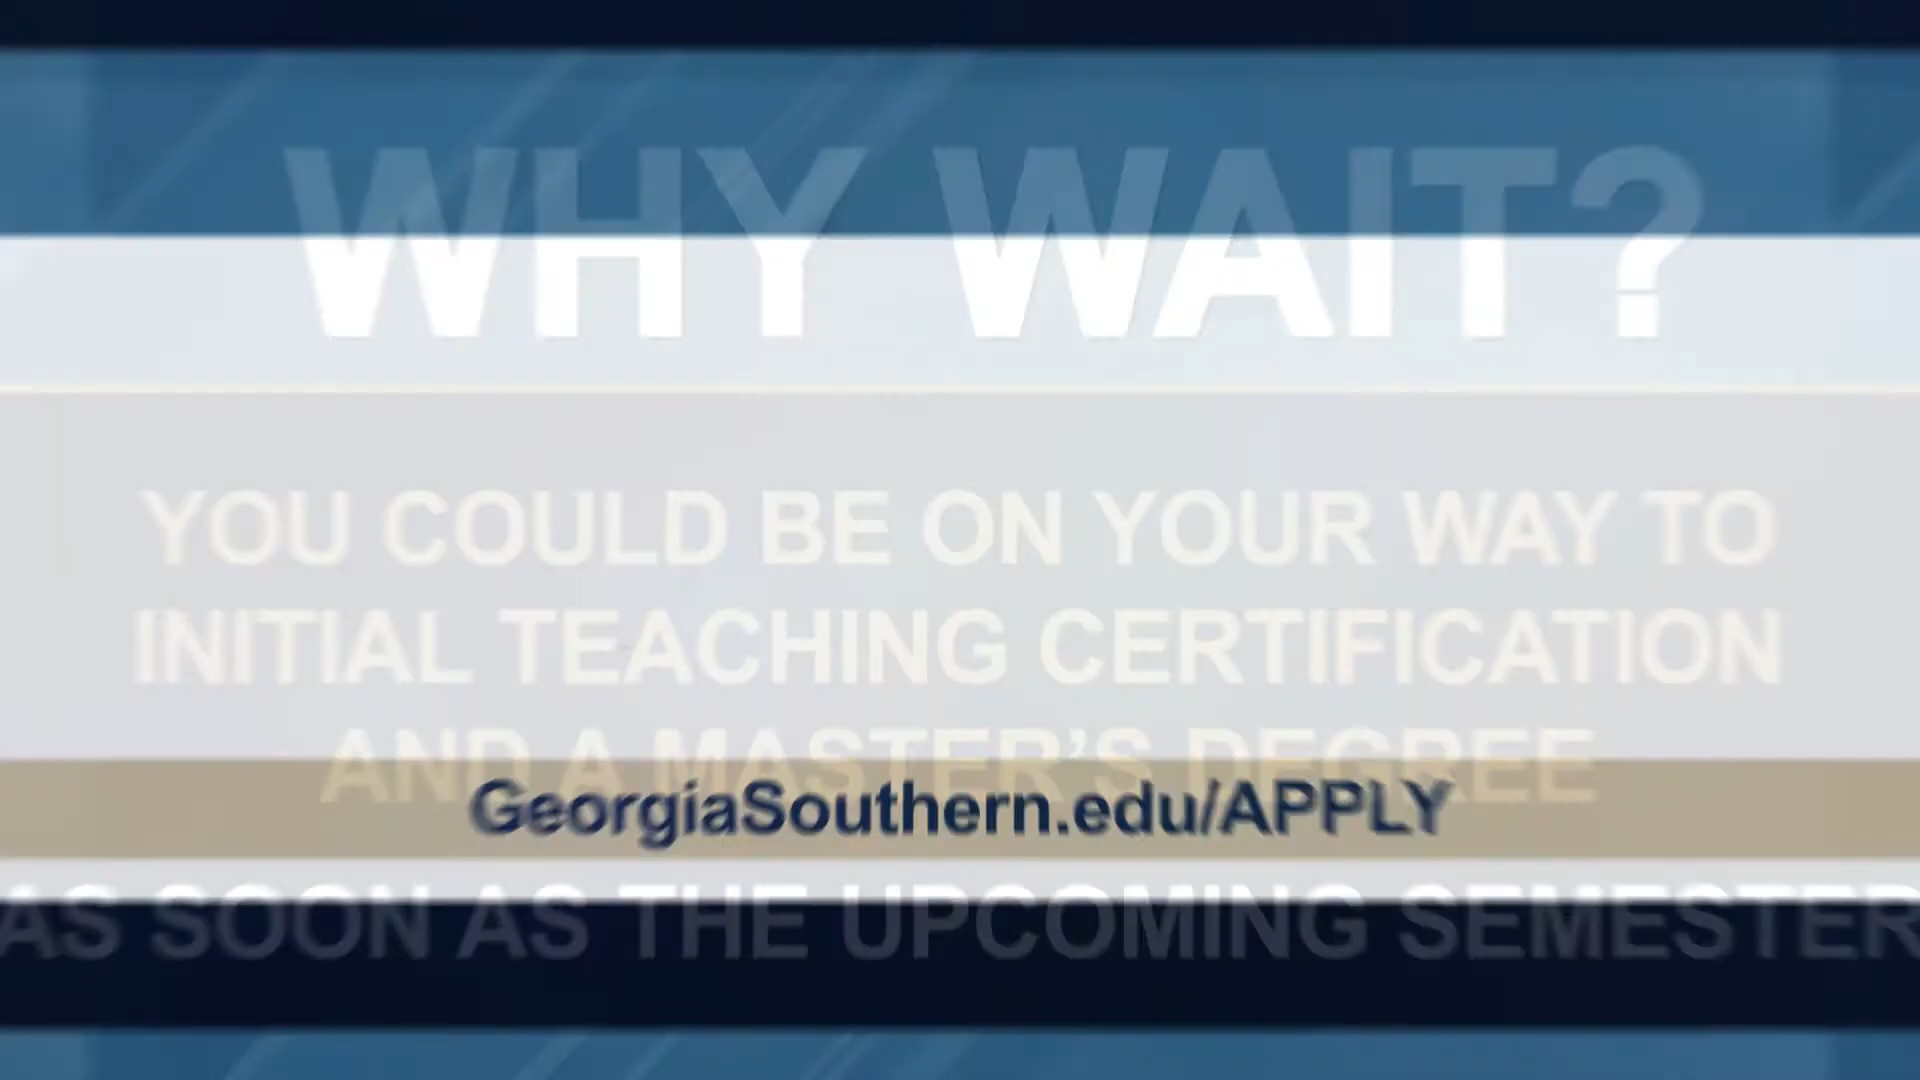 WHY WAIT?
YOU COULD BE ON YOUR WAY TO
INITIAL TEACHING CERTIFICATION
AND A MASTER'S DEGREE
GeorgiaSouthern.edu/APPLY
AS SOON AS THE UPCOMING SEMESTER